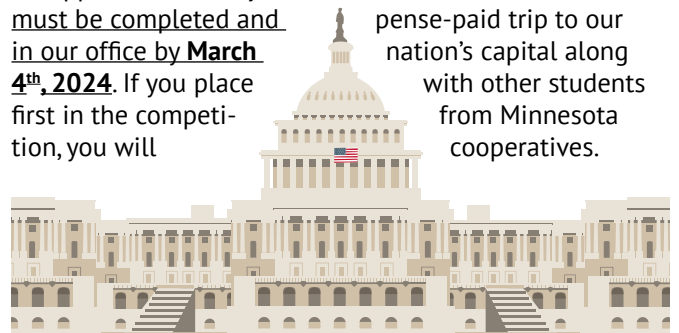 must be completed and
in our office by March
4th, 2024. If you place
first in the competi-
tion, you will
pense-paid trip to our
nation’s capital along
with other students
from Minnesota
cooperatives.